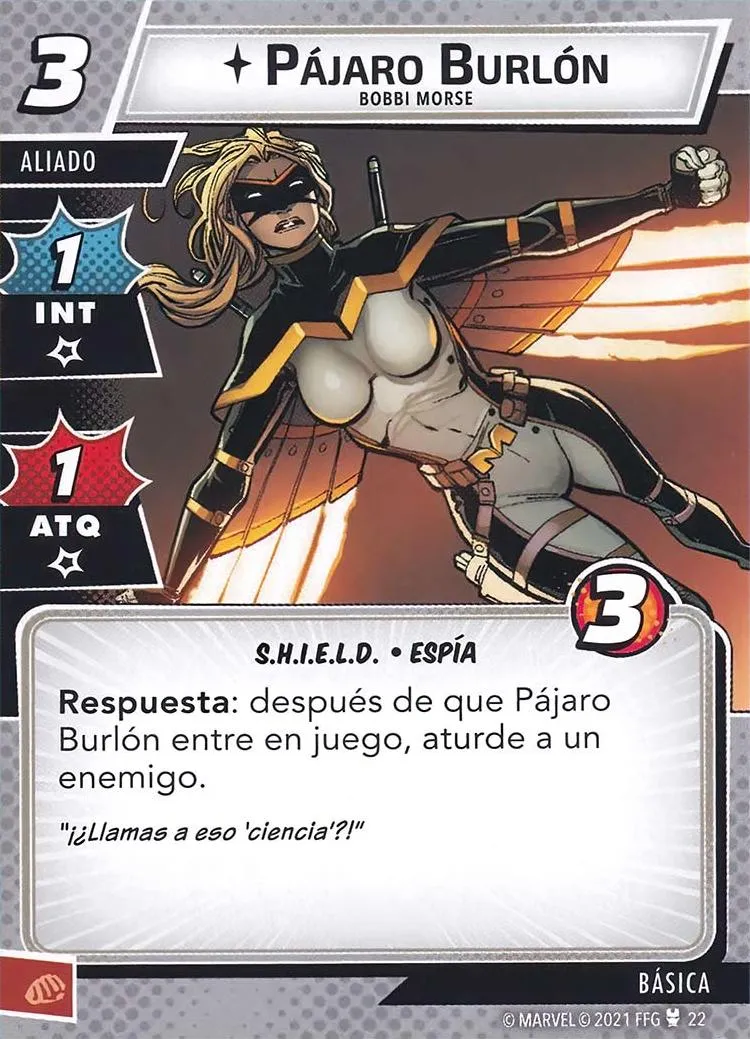 3
PÁJARO BURLÓN
BOBBI MORSE
ALIADO
1
INT
1
ATQ
3
S.H.I.E.L.D. • ESPÍA
Respuesta: después de que Pájaro
Burlón entre en juego, aturde a un
enemigo.
"¡¿Llamas a eso 'ciencia'?!"
BÁSICA
© MARVEL © 2021 FFG 22